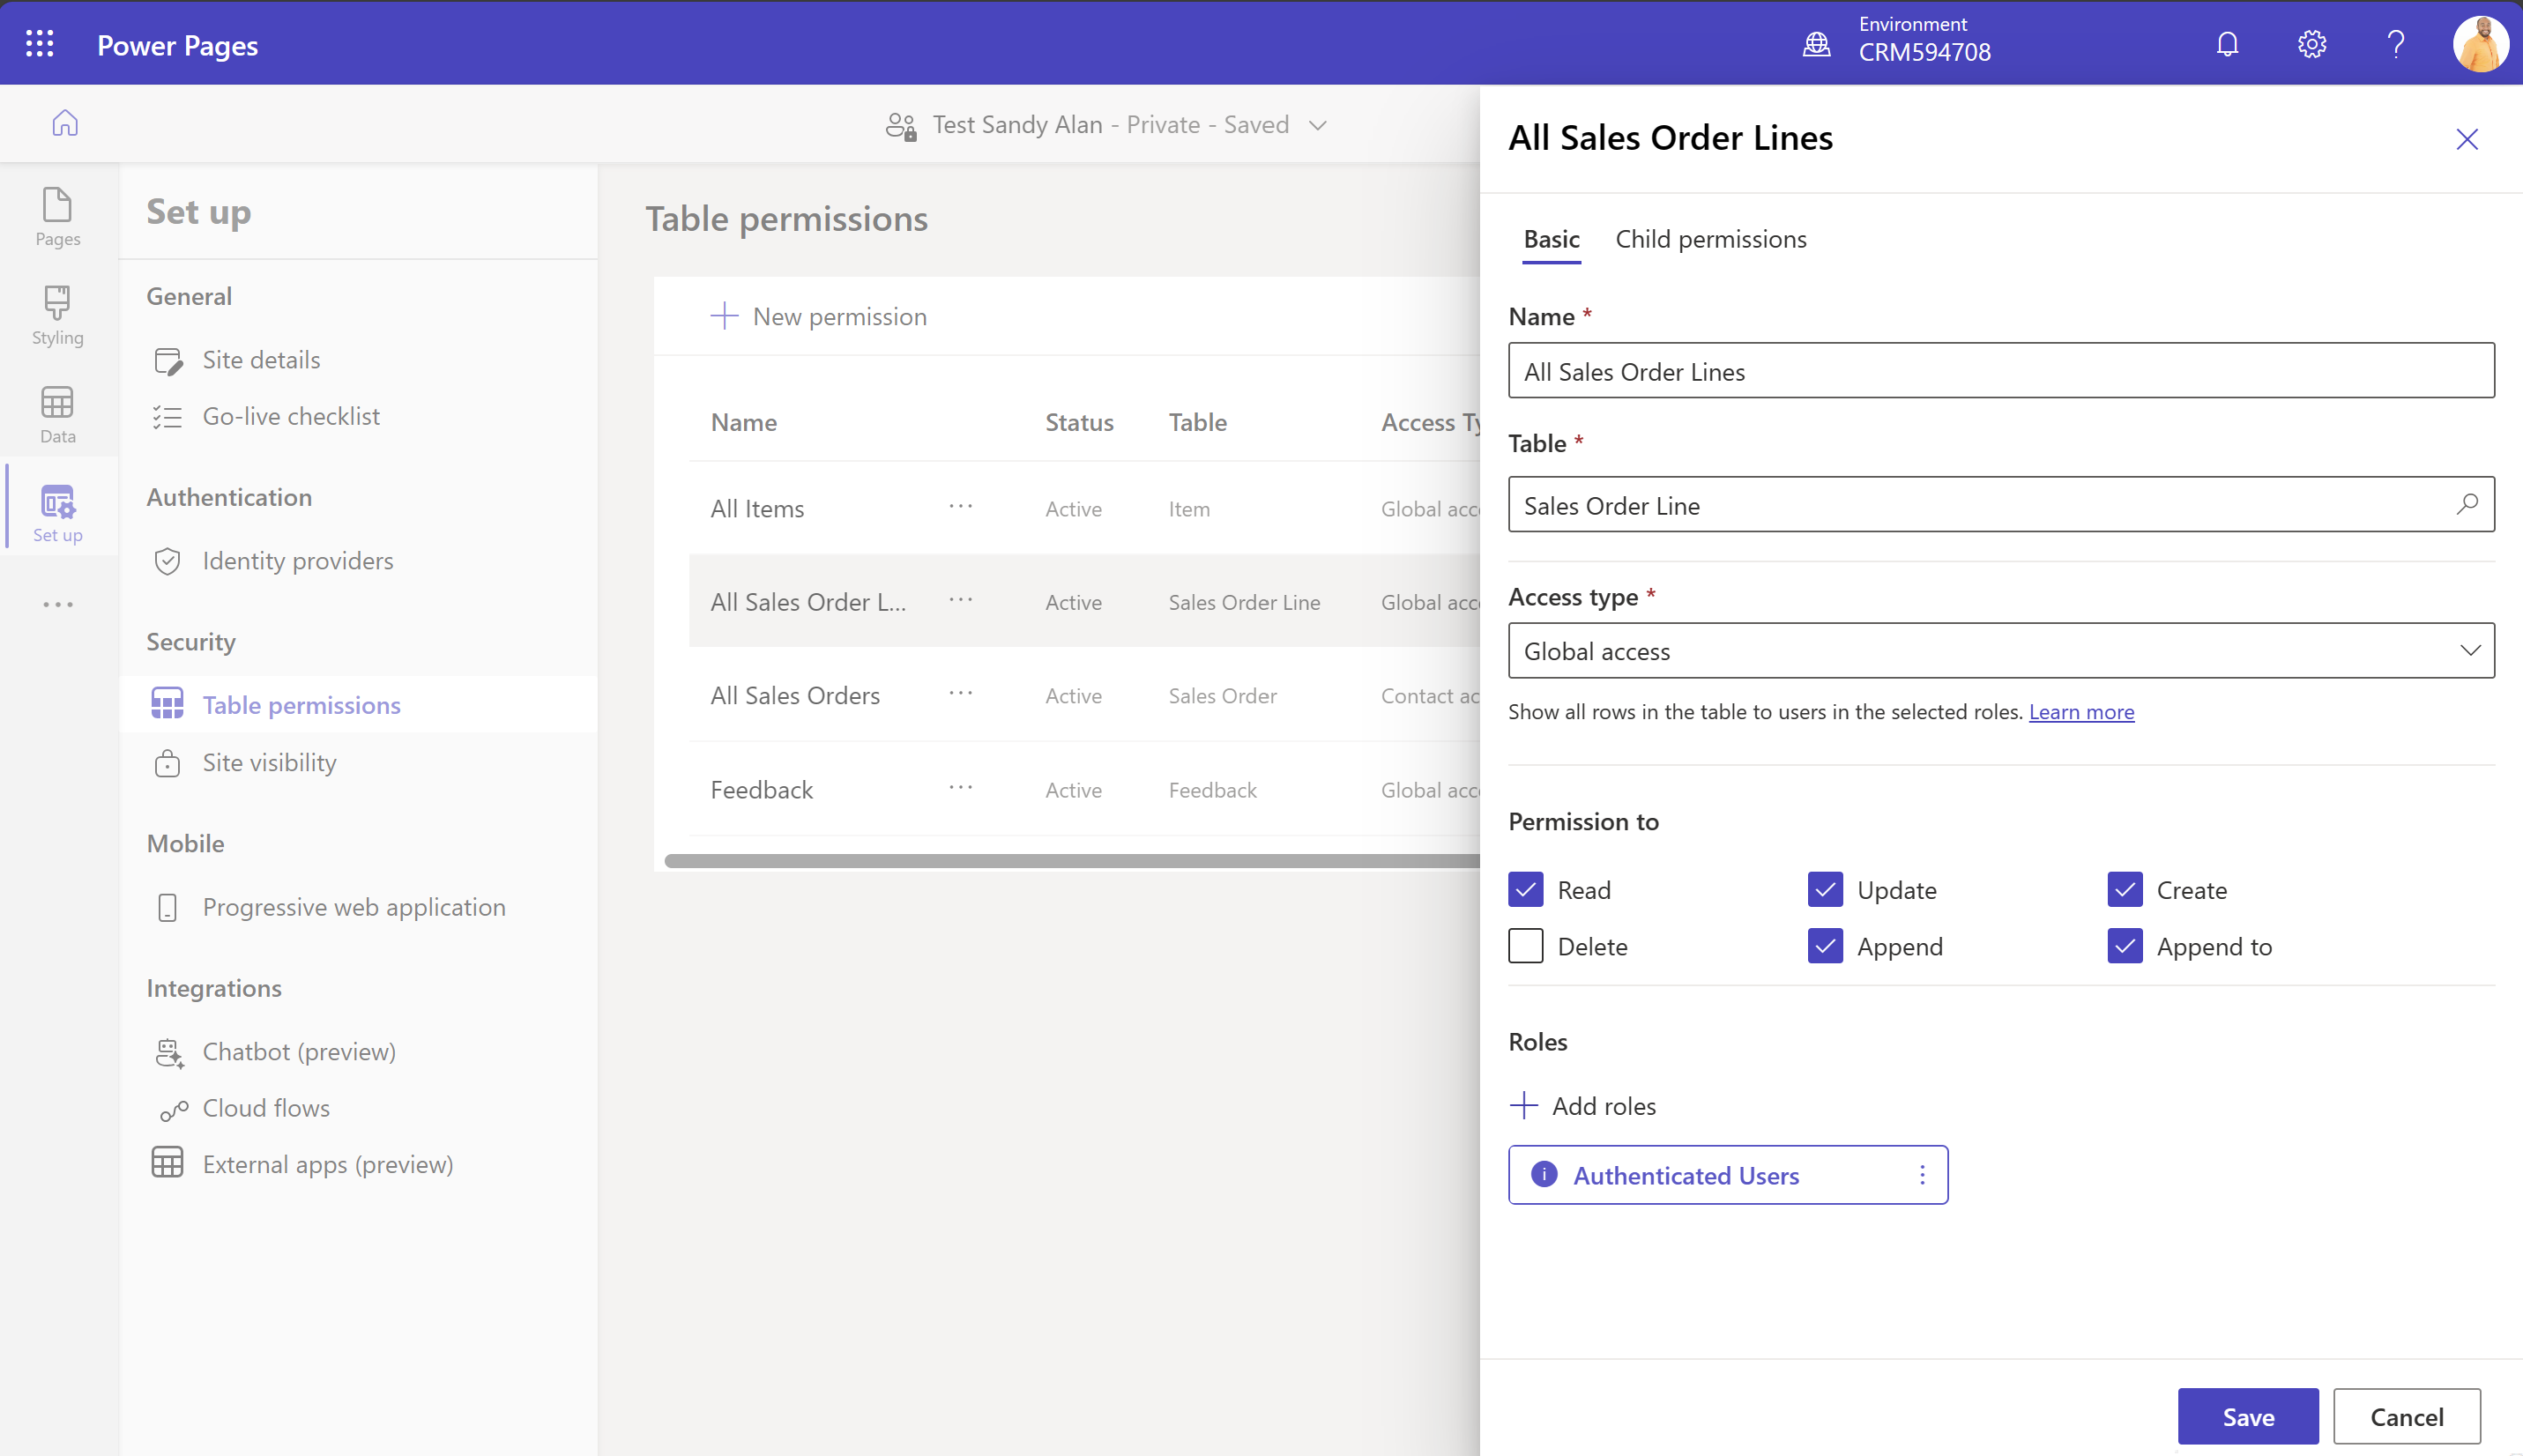 Power Pages
Environment
CRM594708
Test Sandy Alan - Private - Saved
Pages
Styling
Data
Set up
Set up
General
Site details
Go-live checklist
Authentication
Identity providers
Security
Table permissions
Site visibility
Mobile
Progressive web application
Integrations
Chatbot (preview)
Cloud flows
External apps (preview)
Table permissions
New permission
Name Status Table Access Ty
All Items ... Active Item Global acc
All Sales Order L... ... Active Sales Order Line Global acc
All Sales Orders ... Active Sales Order Contact ac
Feedback ... Active Feedback Global acc
All Sales Order Lines
Basic Child permissions
Name *
All Sales Order Lines
Table *
Sales Order Line
Access type *
Global access
Show all rows in the table to users in the selected roles. Learn more
Permission to
Read Update Create
Delete Append Append to
Roles
Add roles
Authenticated Users
Save Cancel